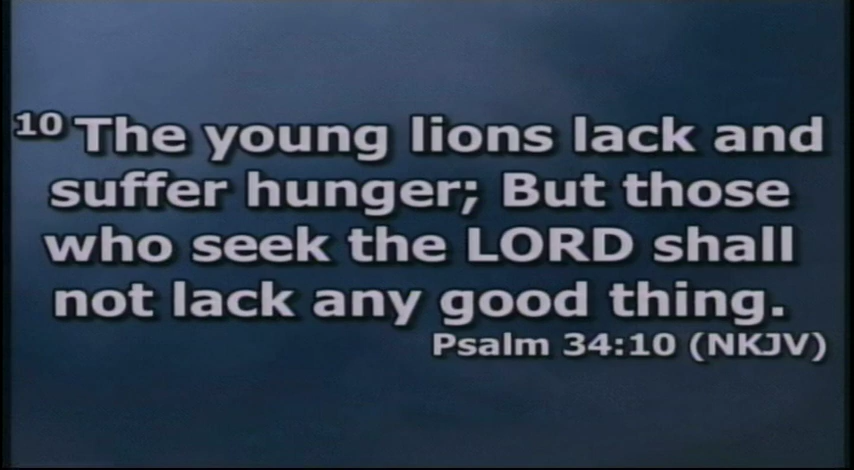 10 The young lions lack and
suffer hunger; But those
who seek the LORD shall
not lack any good thing.
Psalm 34:10 (NKJV)